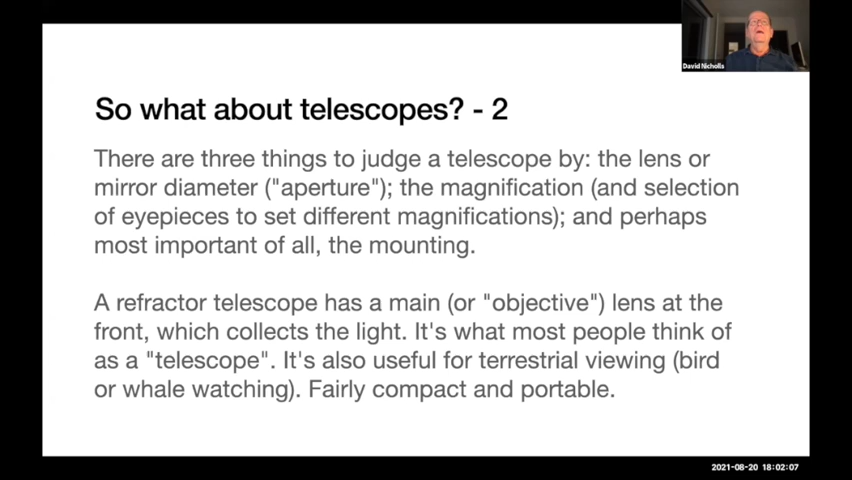 David Nicholls
So what about telescopes? - 2
There are three things to judge a telescope by: the lens or
mirror diameter ("aperture"); the magnification (and selection
of eyepieces to set different magnifications); and perhaps
most important of all, the mounting.
A refractor telescope has a main (or "objective") lens at the
front, which collects the light. It's what most people think of
as a "telescope". It's also useful for terrestrial viewing (bird
or whale watching). Fairly compact and portable.
2021-08-20 18:02:07